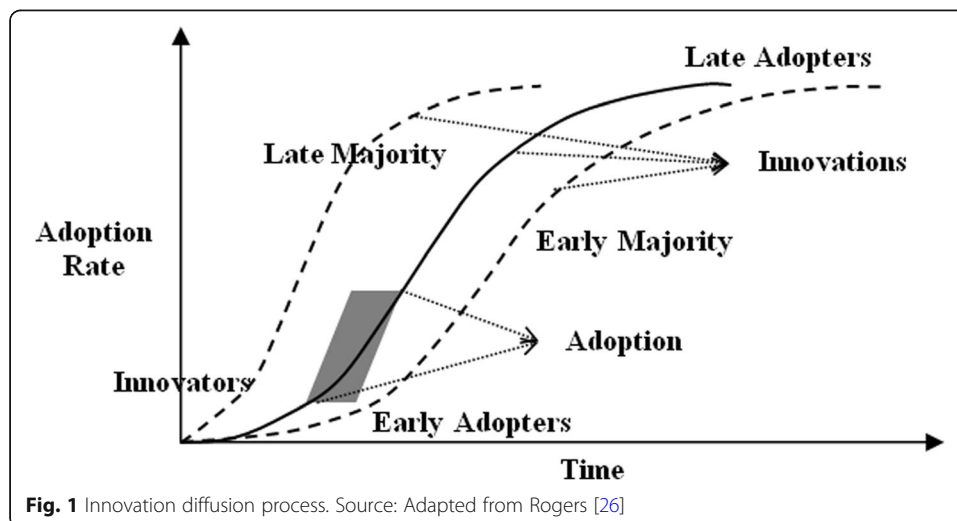 Late Adopters
Late Majority
Innovations
Adoption
Rate
Early Majority
Adoption
Innovators
Early Adopters
Time
Fig. 1 Innovation diffusion process. Source: Adapted from Rogers [26]